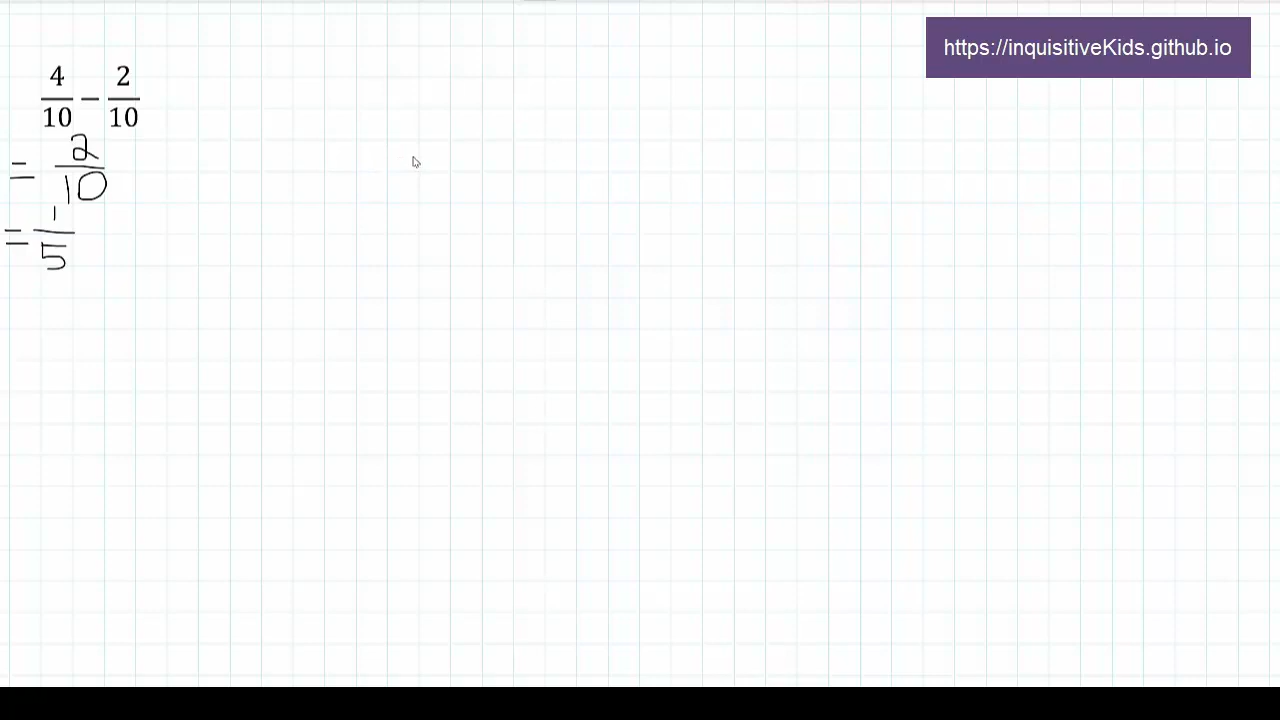 https://inquisitiveKids.github.io
4/10 − 2/10
= 2/10
= 1/5